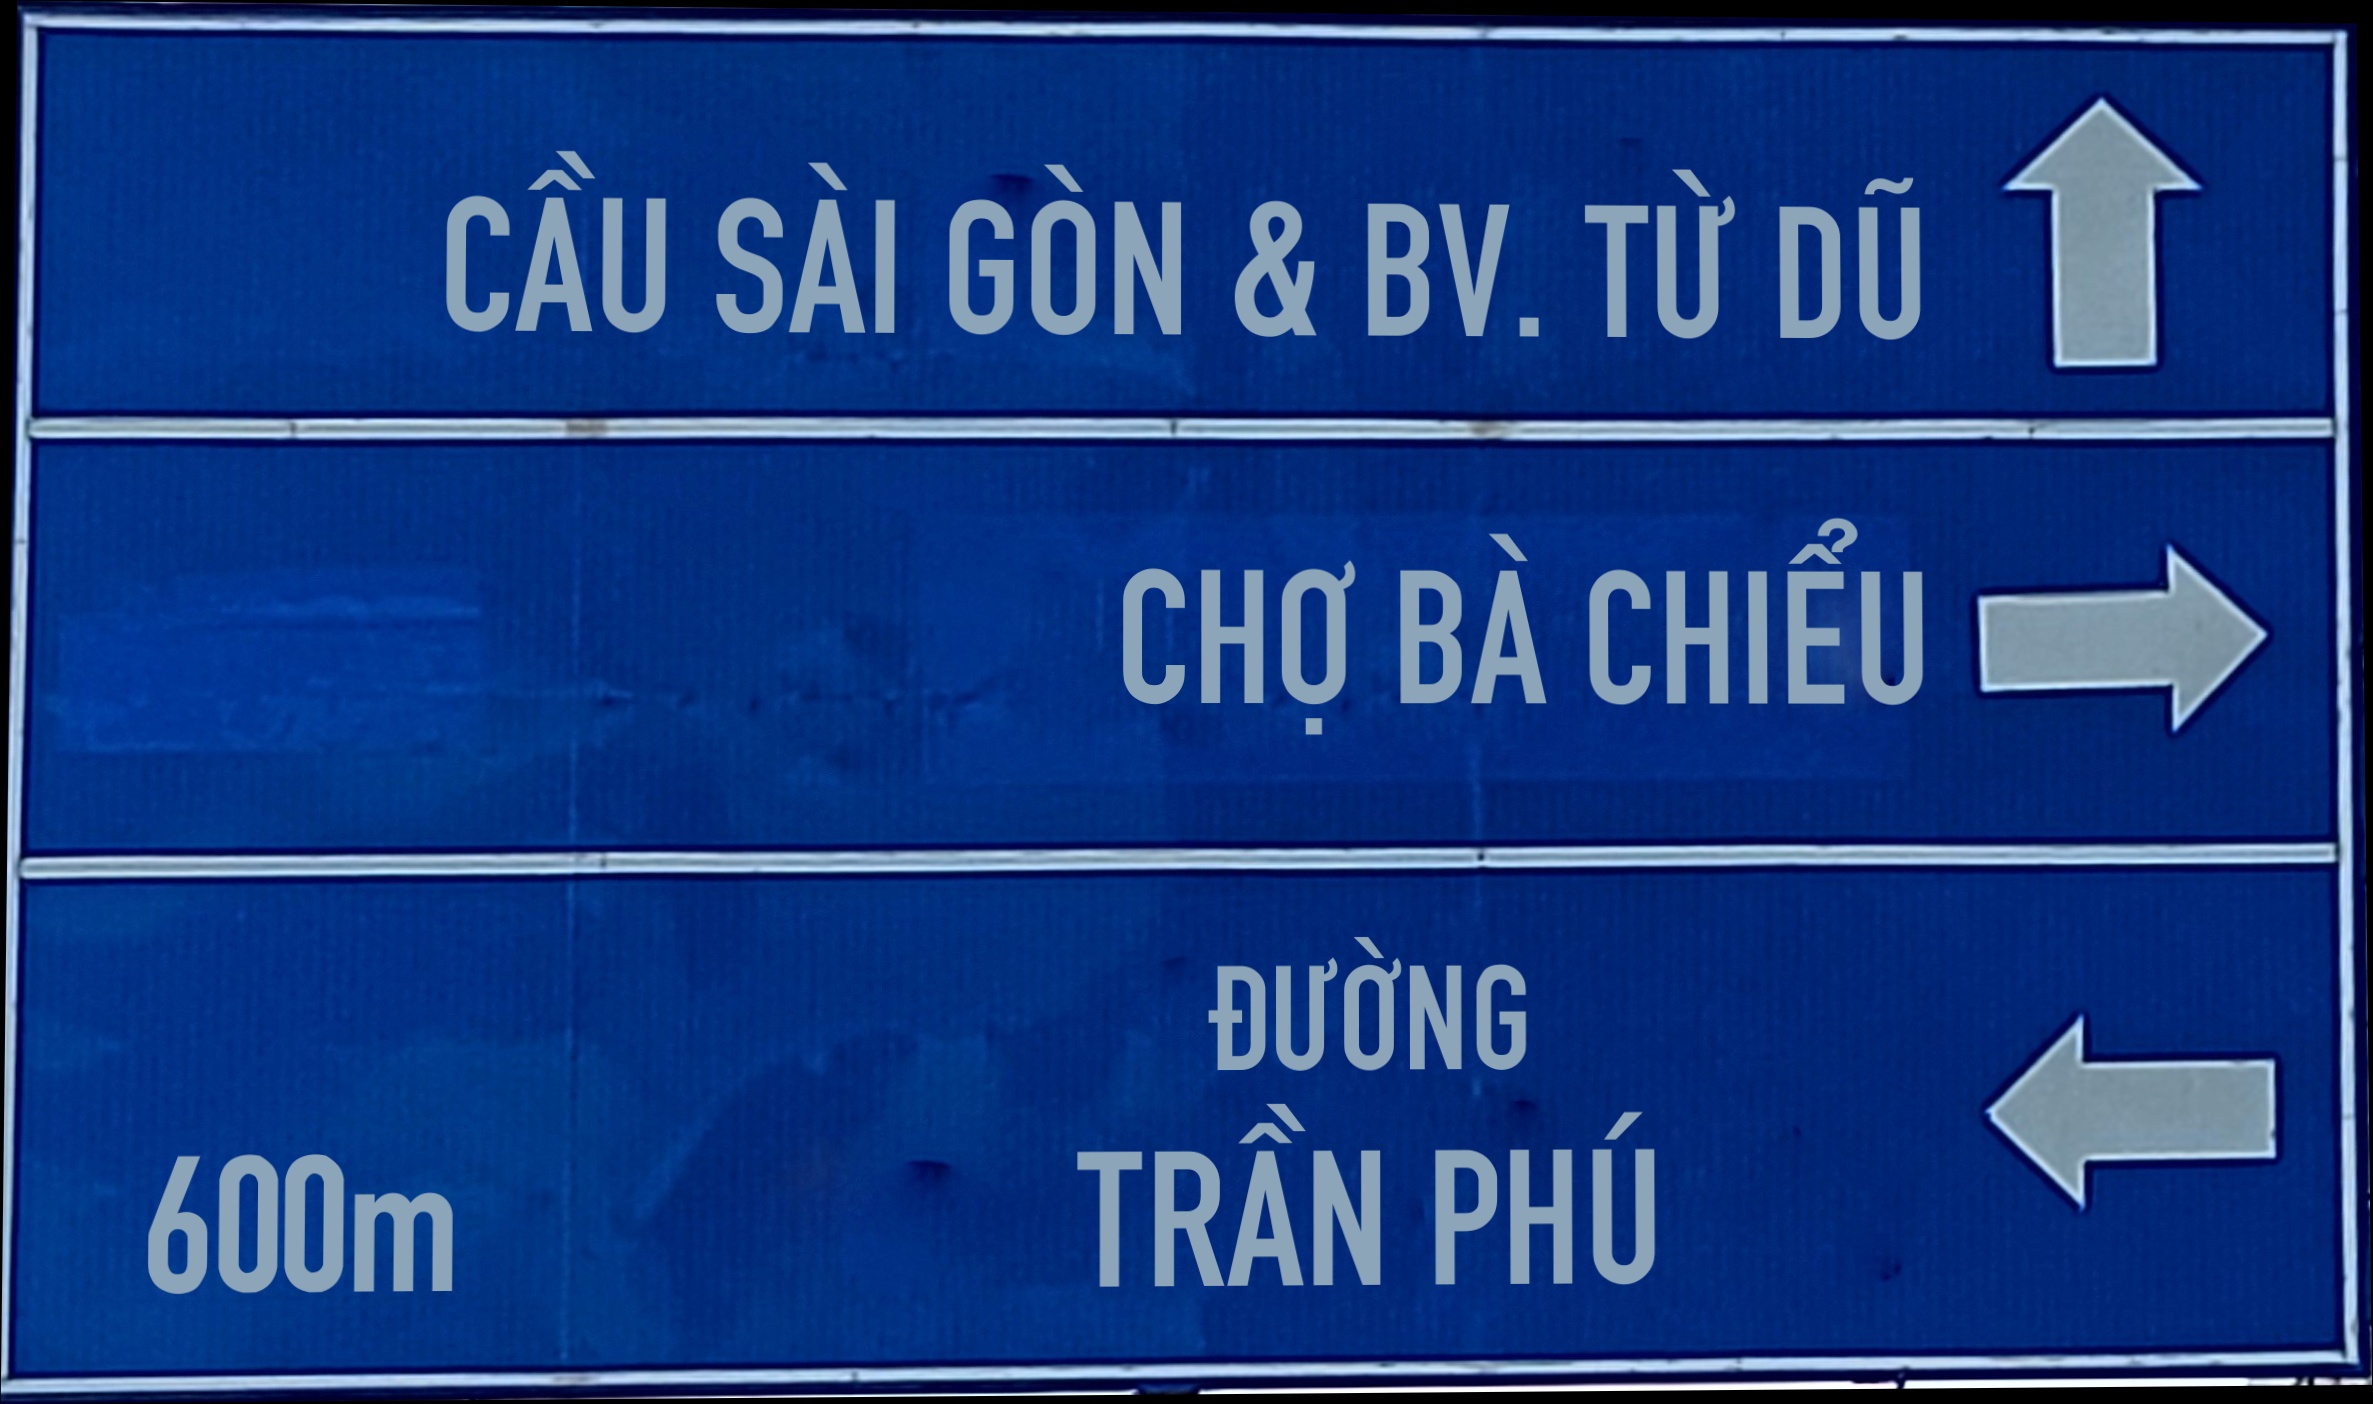 CẦU SÀI GÒN & BV. TỪ DŨ
CHỢ BÀ CHIỂU
ĐƯỜNG
TRẦN PHÚ
600m